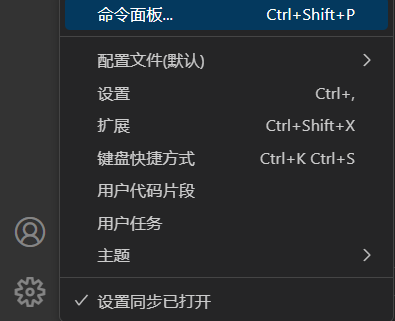 命令面板... Ctrl+Shift+P
配置文件(默认)
设置 Ctrl+,
扩展 Ctrl+Shift+X
键盘快捷方式 Ctrl+K Ctrl+S
用户代码片段
用户任务
主题
设置同步已打开